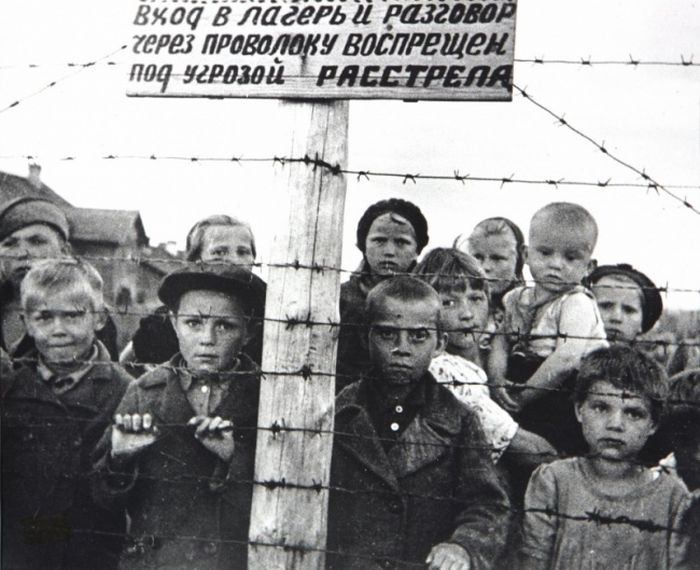 Вход в лагерь и разговор
через проволоку воспрещен
под угрозой расстрела